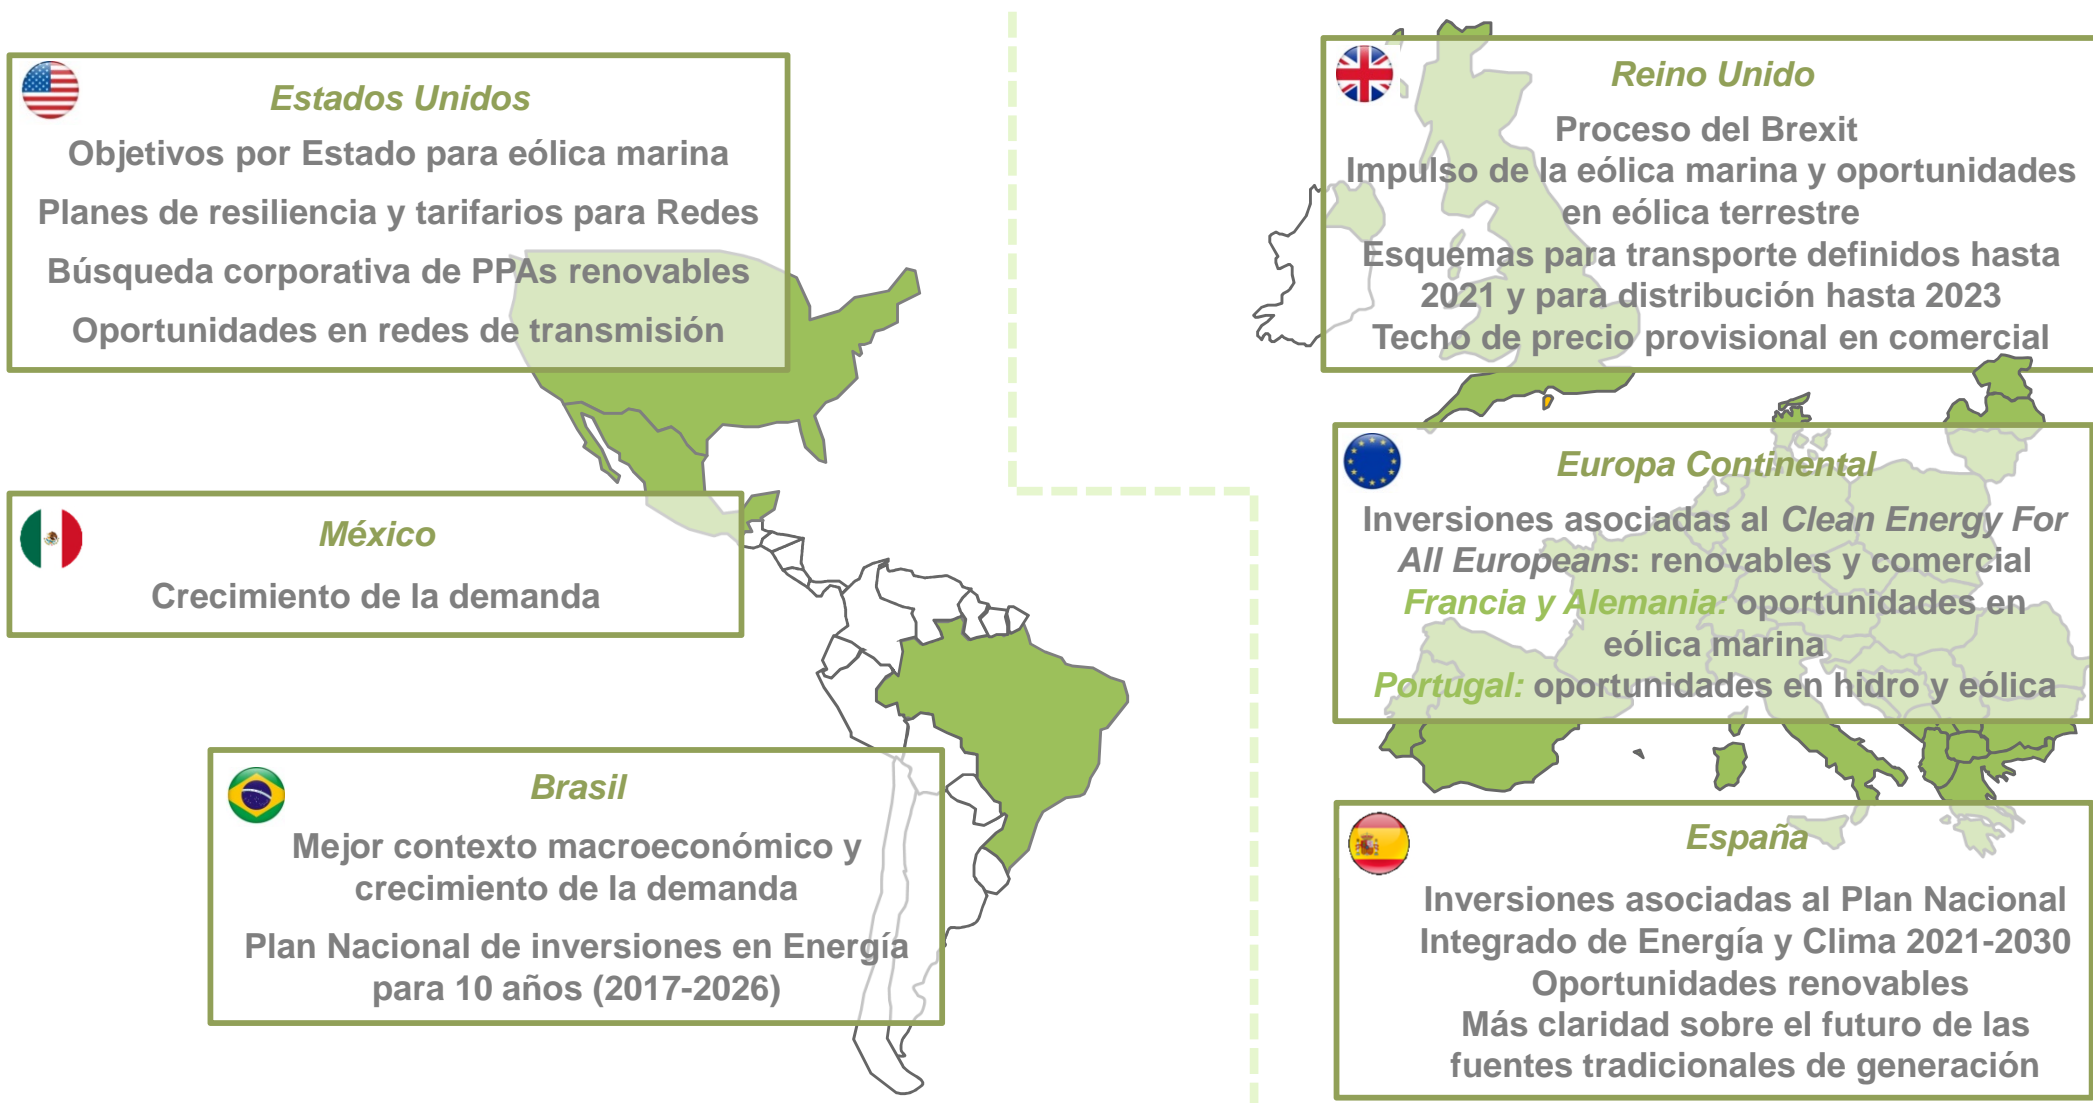 Estados Unidos
Objetivos por Estado para eólica marina
Planes de resiliencia y tarifarios para Redes
Búsqueda corporativa de PPAs renovables
Oportunidades en redes de transmisión
México
Crecimiento de la demanda
Brasil
Mejor contexto macroeconómico y
crecimiento de la demanda
Plan Nacional de inversiones en Energía
para 10 años (2017-2026)
Reino Unido
Proceso del Brexit
Impulso de la eólica marina y oportunidades
en eólica terrestre
Esquemas para transporte definidos hasta
2021 y para distribución hasta 2023
Techo de precio provisional en comercial
Europa Continental
Inversiones asociadas al Clean Energy For
All Europeans: renovables y comercial
Francia y Alemania: oportunidades en
eólica marina
Portugal: oportunidades en hidro y eólica
España
Inversiones asociadas al Plan Nacional
Integrado de Energía y Clima 2021-2030
Oportunidades renovables
Más claridad sobre el futuro de las
fuentes tradicionales de generación